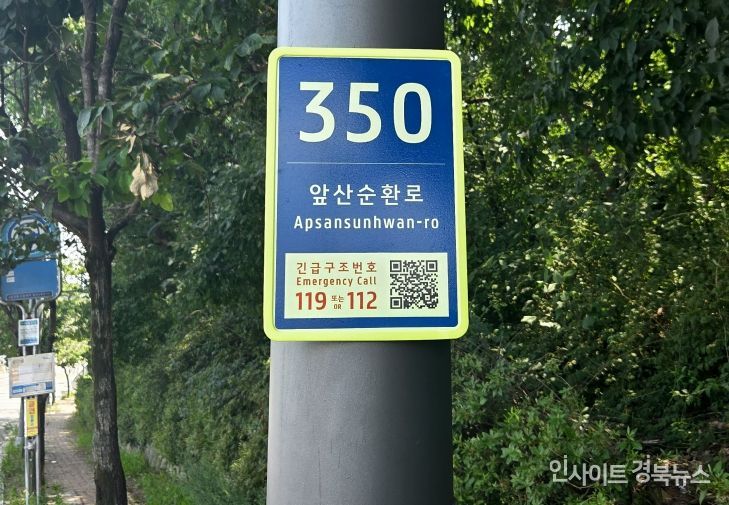 350
앞산순환로
Apsansunhwan-ro
긴급구조번호
Emergency Call
119 또는 OR 112
인사이트 경북뉴스